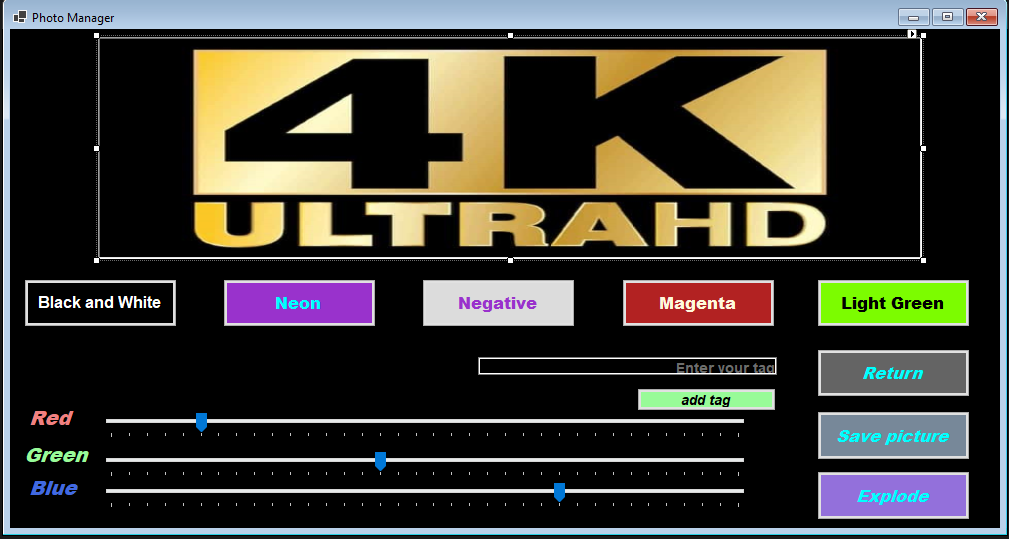 Photo Manager
4K
ULTRAHD
Black and White
Neon
Negative
Magenta
Light Green
Enter your tag
Return
add tag
Red
Save picture
Green
Blue
Explode